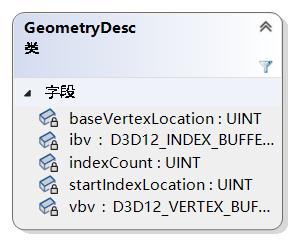 GeometryDesc
类
字段
baseVertexLocation : UINT
ibv : D3D12_INDEX_BUFFE...
indexCount : UINT
startIndexLocation : UINT
vbv : D3D12_VERTEX_BUF...